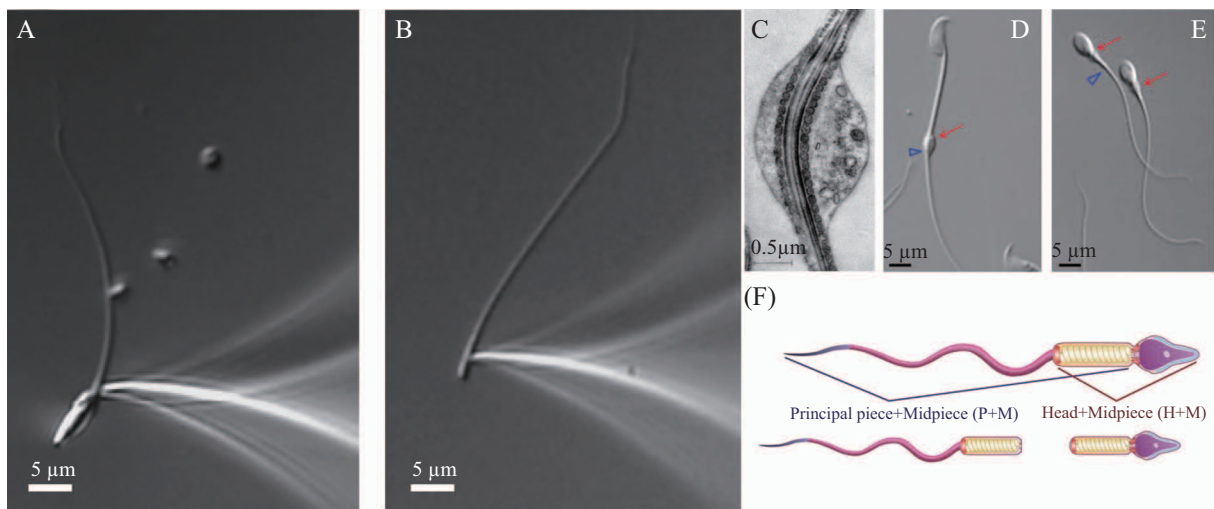 A
B
C
D
E
5 µm
5 µm
0.5µm
5 µm
5 µm
(F)
Principal piece+Midpiece (P+M)
Head+Midpiece (H+M)